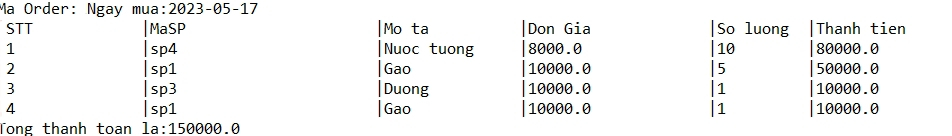 Ma Order: Ngay mua:2023-05-17
STT |MaSP |Mo ta |Don Gia |So luong |Thanh tien
1 |sp4 |Nuoc tuong |8000.0 |10 |80000.0
2 |sp1 |Gao |10000.0 |5 |50000.0
3 |sp3 |Duong |10000.0 |1 |10000.0
4 |sp1 |Gao |10000.0 |1 |10000.0
Tong thanh toan la:150000.0